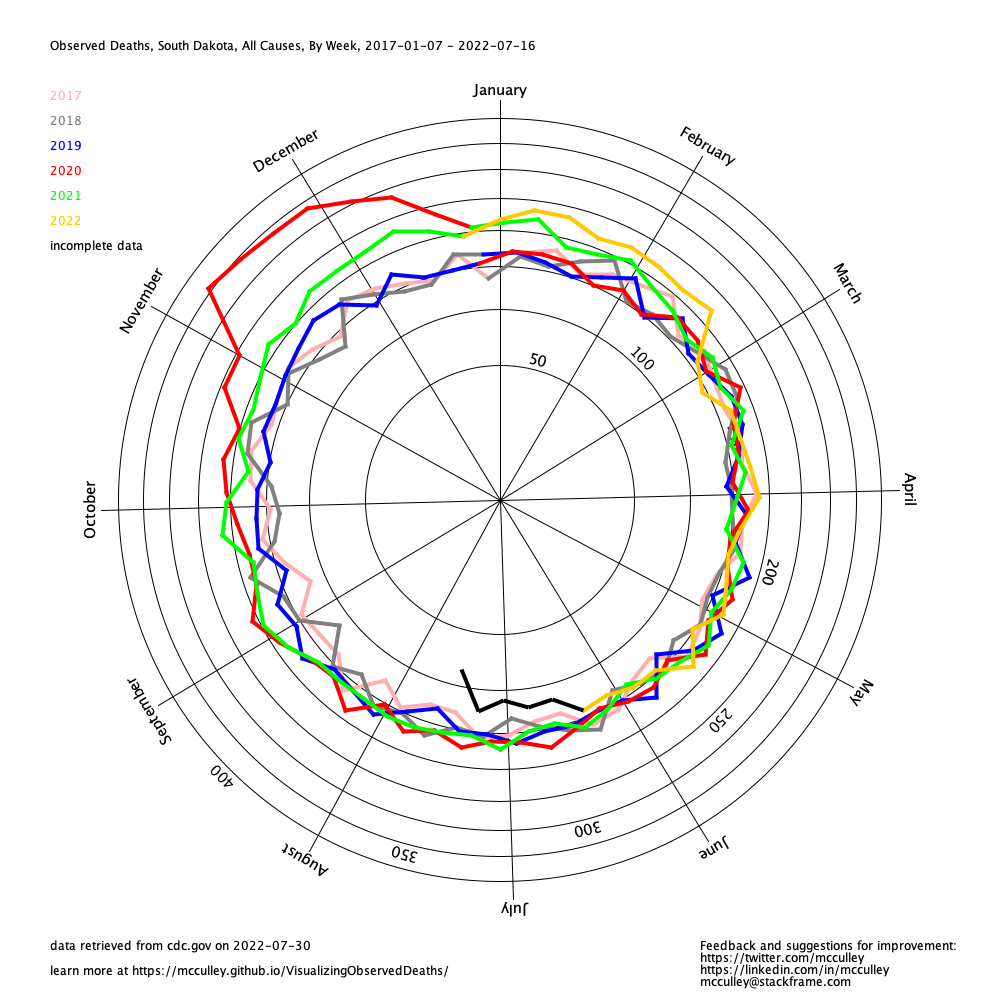 Observed Deaths, South Dakota, All Causes, By Week, 2017-01-07 - 2022-07-16
January
2017
2018
2019
2020
2021
2022
incomplete data
December
February
November
March
50
100
October
April
200
September
May
250
400
300
350
August
June
July
data retrieved from cdc.gov on 2022-07-30
learn more at https://mcculley.github.io/VisualizingObservedDeaths/
Feedback and suggestions for improvement:
https://twitter.com/mcculley
https://linkedin.com/in/mcculley
mcculley@stackframe.com